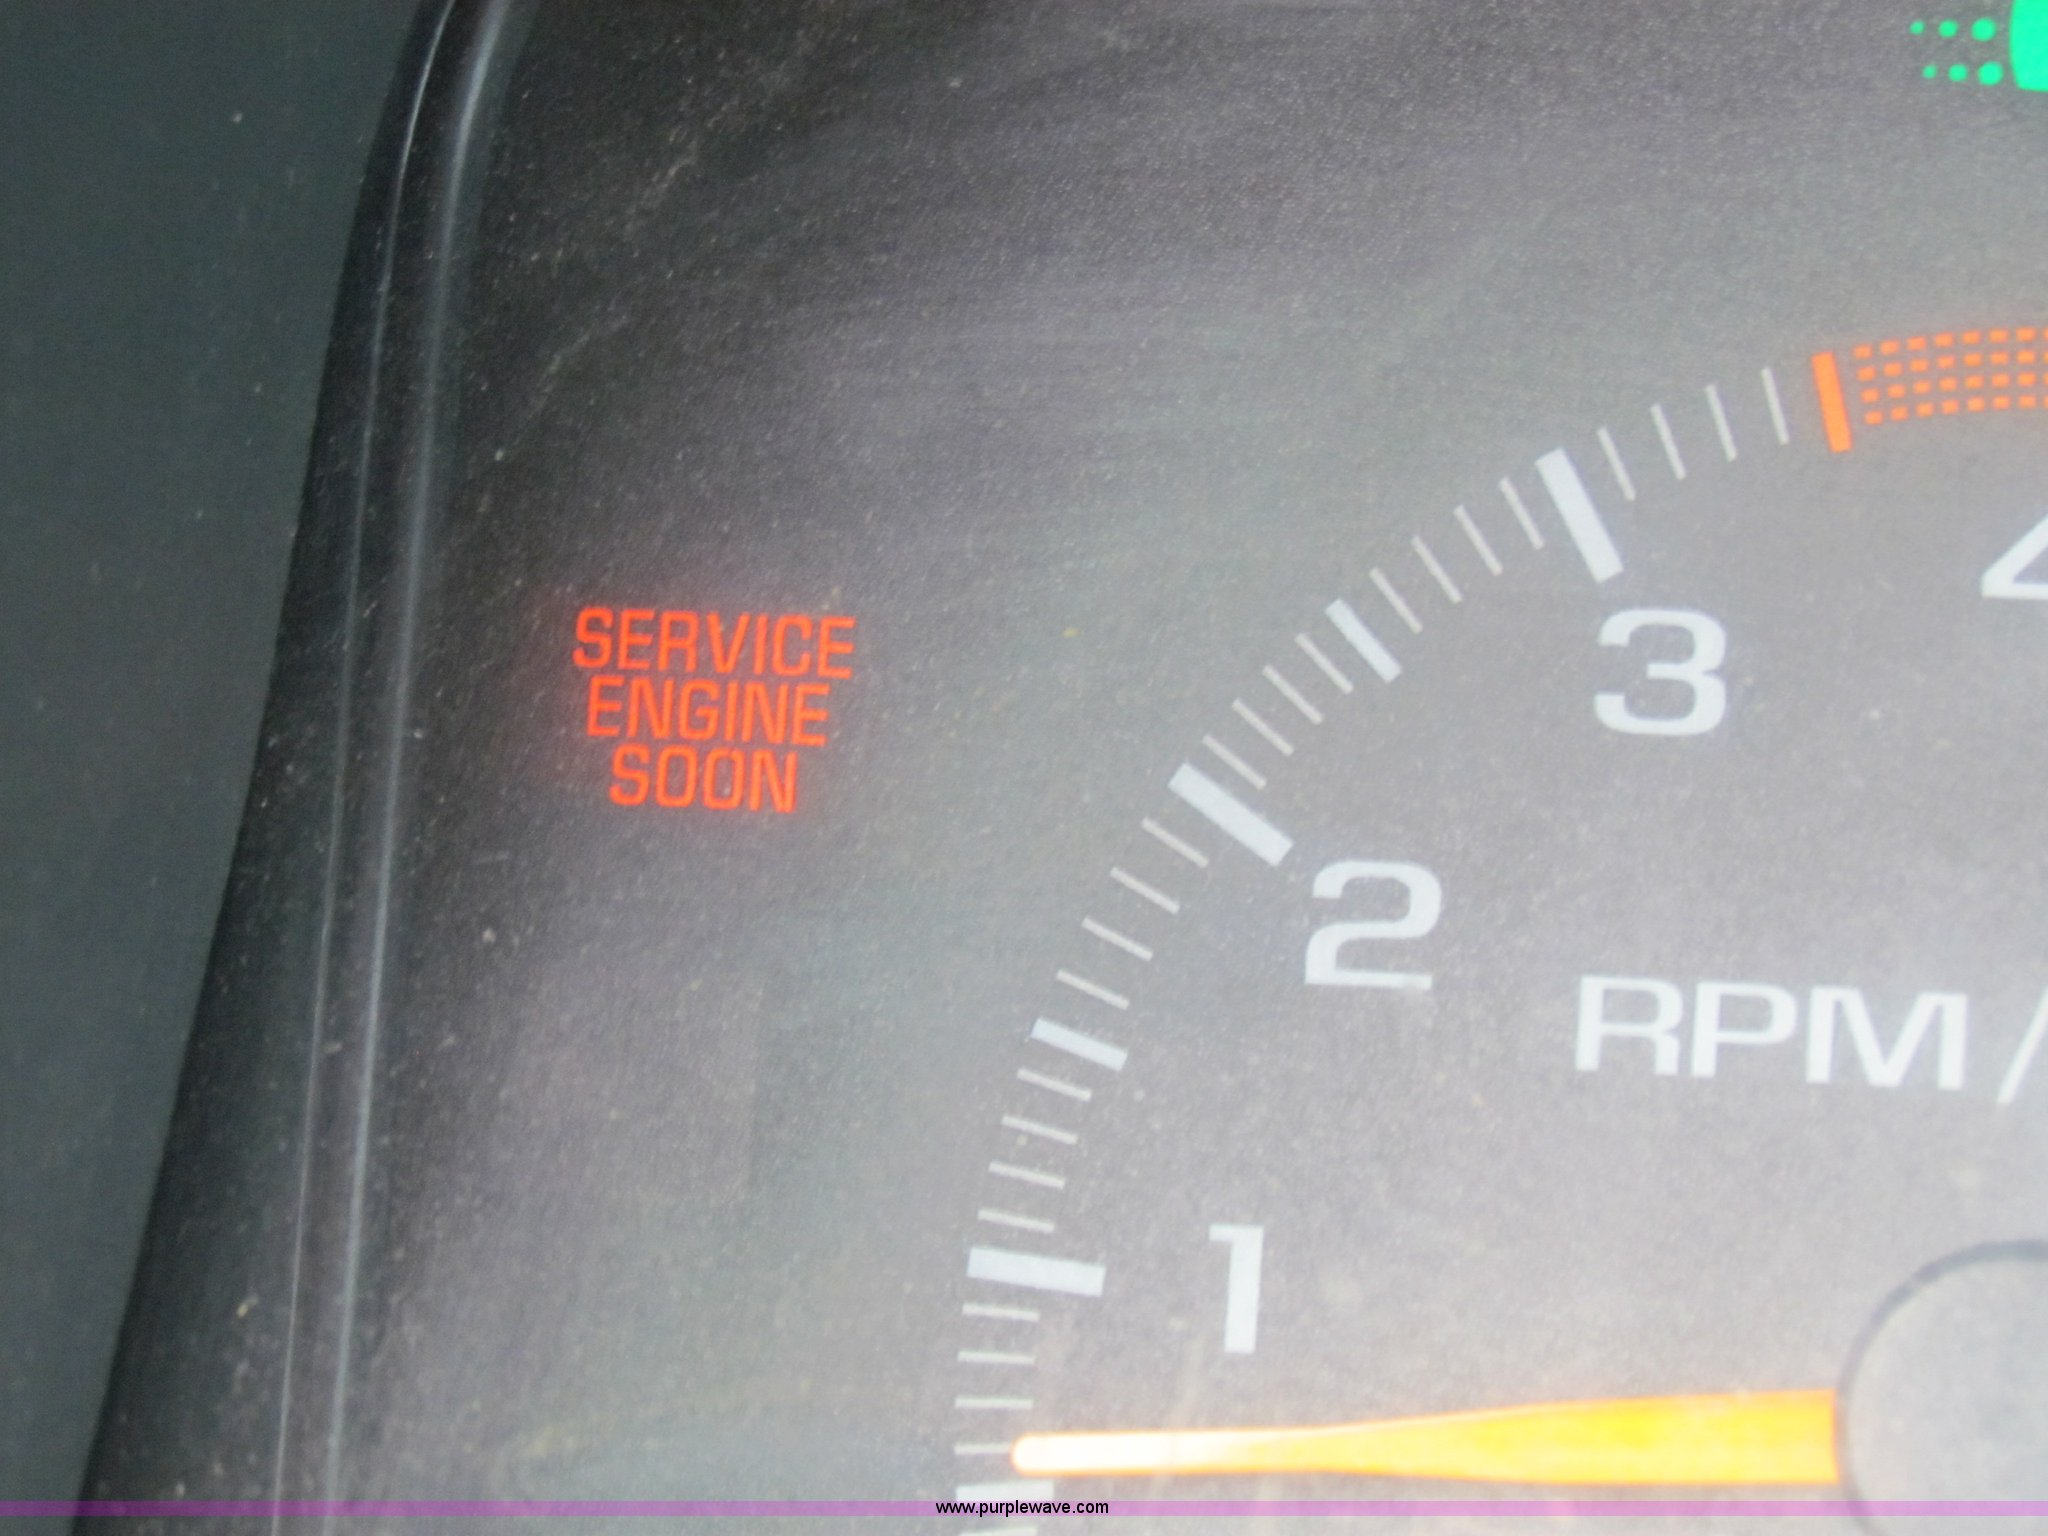 SERVICE
ENGINE
SOON
3
2
RPM/
1
www.purplewave.com